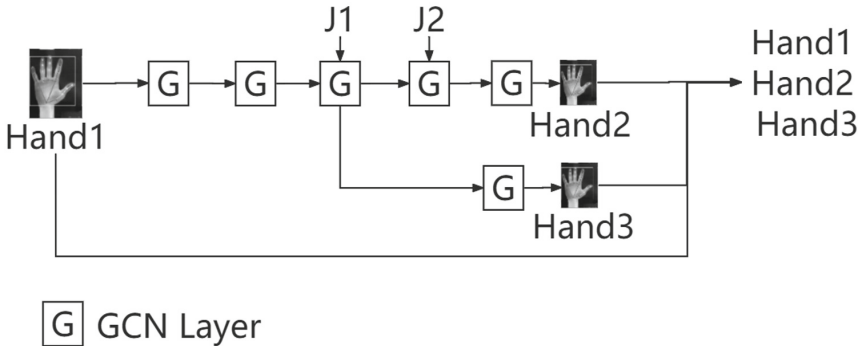 J1 J2
Hand1
G G G G G
Hand2
Hand1
Hand2
Hand3
G
Hand3
G GCN Layer